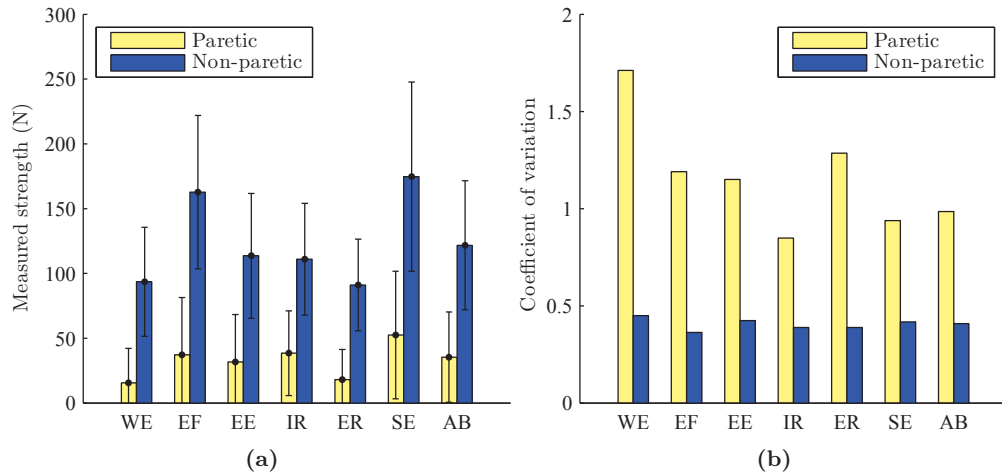 300
250
200
150
100
50
0
Measured strength (N)
Paretic
Non-paretic
WE EF EE IR ER SE AB
(a)
2
1.5
1
0.5
0
Coefficient of variation
Paretic
Non-paretic
WE EF EE IR ER SE AB
(b)